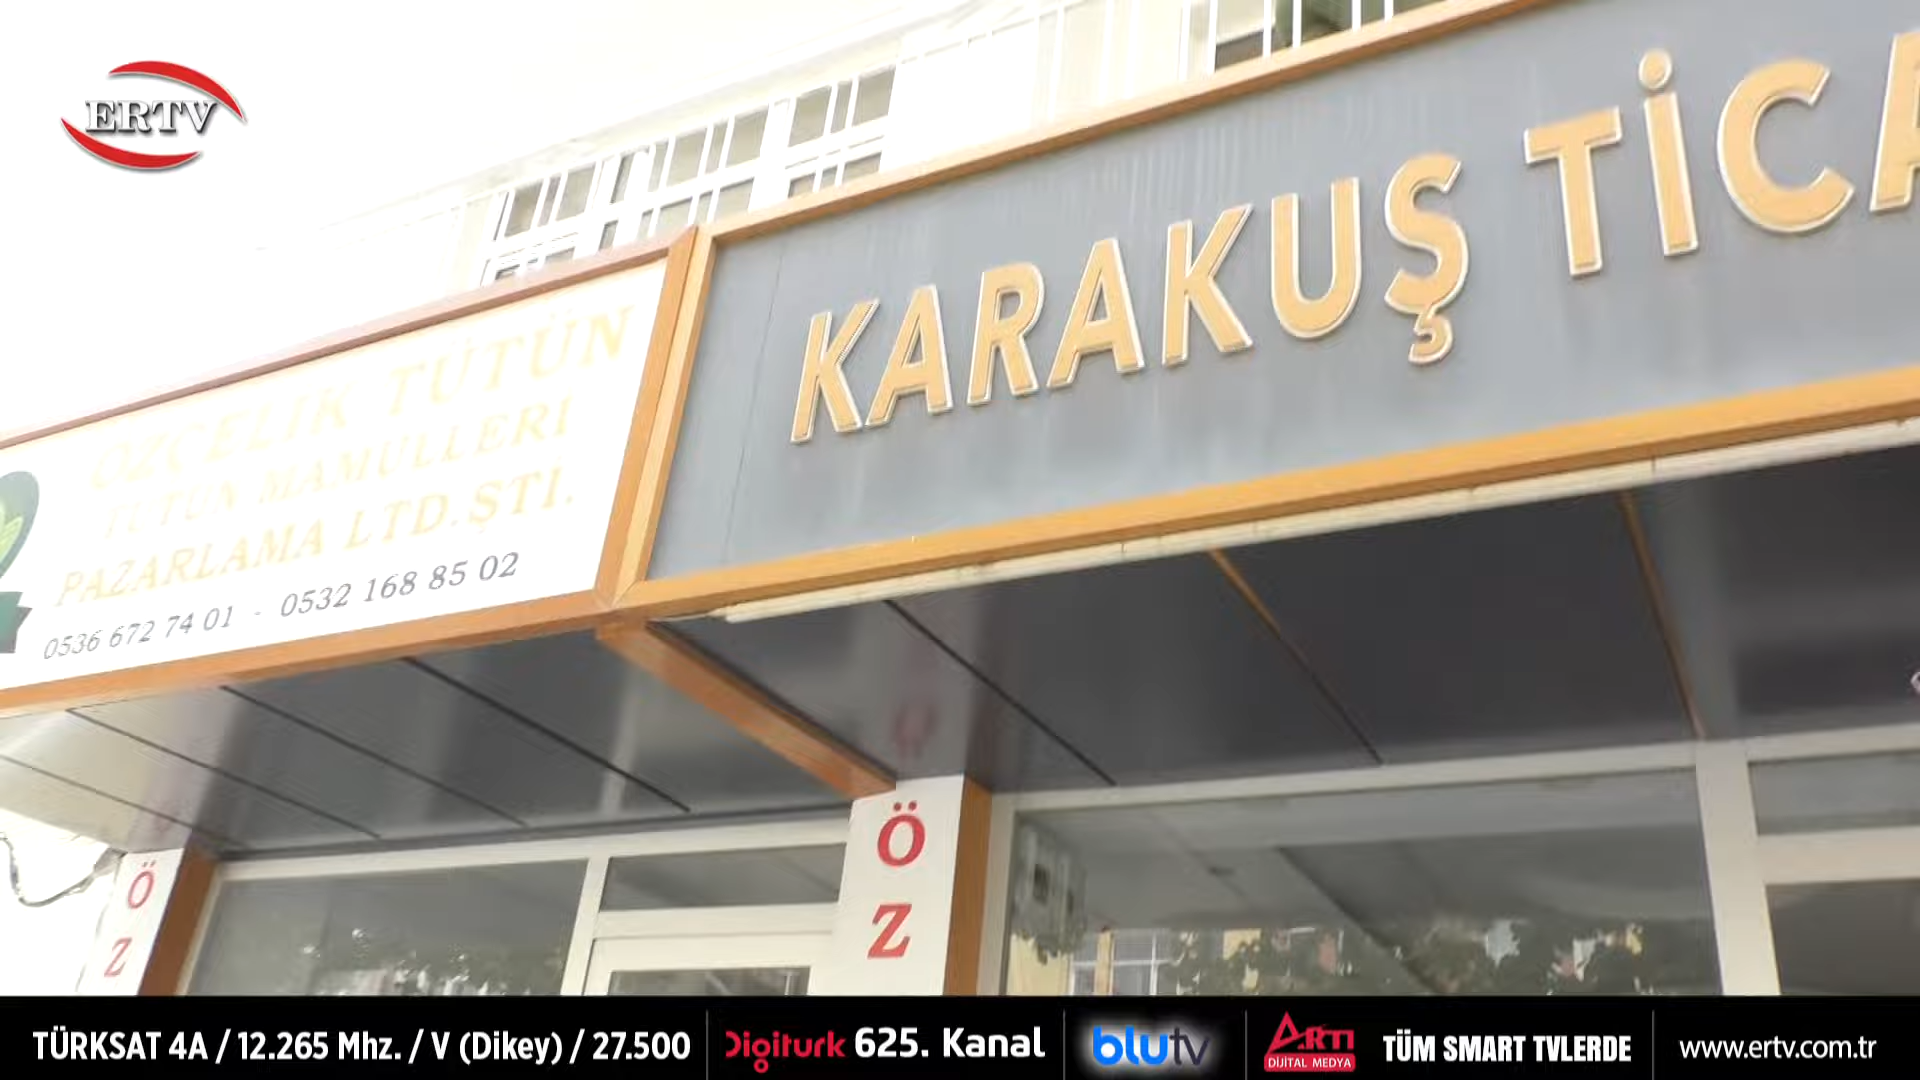 ERTV
KARAKUŞ TİCA
ÖZÇELİK TÜTÜN
TÜTÜN MAMÜLLERİ
PAZARLAMA LTD.ŞTI.
0536 672 74 01 - 0532 168 85 02
ÖZ
ÖZ
TÜRKSAT 4A / 12.265 Mhz. / V (Dikey) / 27.500
Digiturk 625. Kanal
blutv
ARTI
DİJİTAL MEDYA
TÜM SMART TVLERDE
www.ertv.com.tr